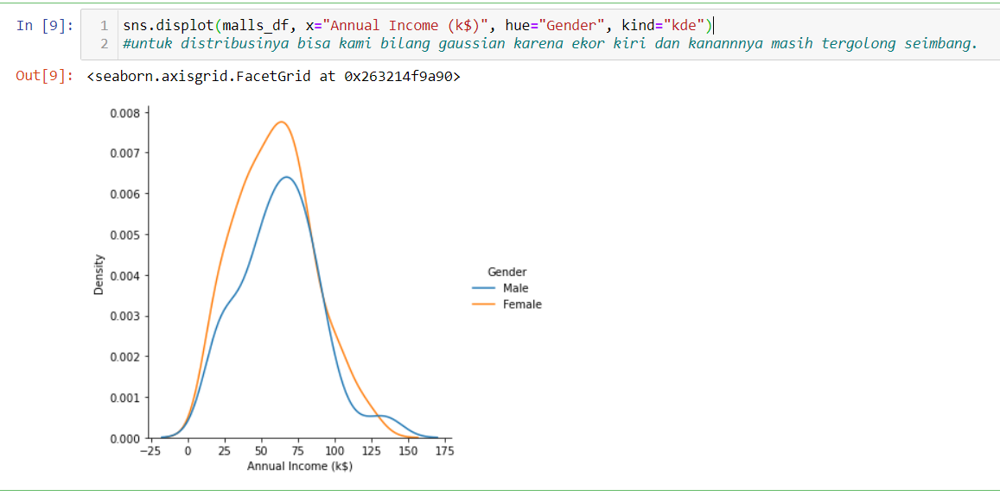 In [9]:
1 sns.displot(malls_df, x="Annual Income (k$)", hue="Gender", kind="kde")
2 #untuk distribusinya bisa kami bilang gaussian karena ekor kiri dan kanannnya masih tergolong seimbang.
Out[9]: <seaborn.axisgrid.FacetGrid at 0x263214f9a90>
0.008
0.007
0.006
0.005
0.004
0.003
0.002
0.001
0.000
Density
−25 0 25 50 75 100 125 150 175
Annual Income (k$)
Gender
Male
Female